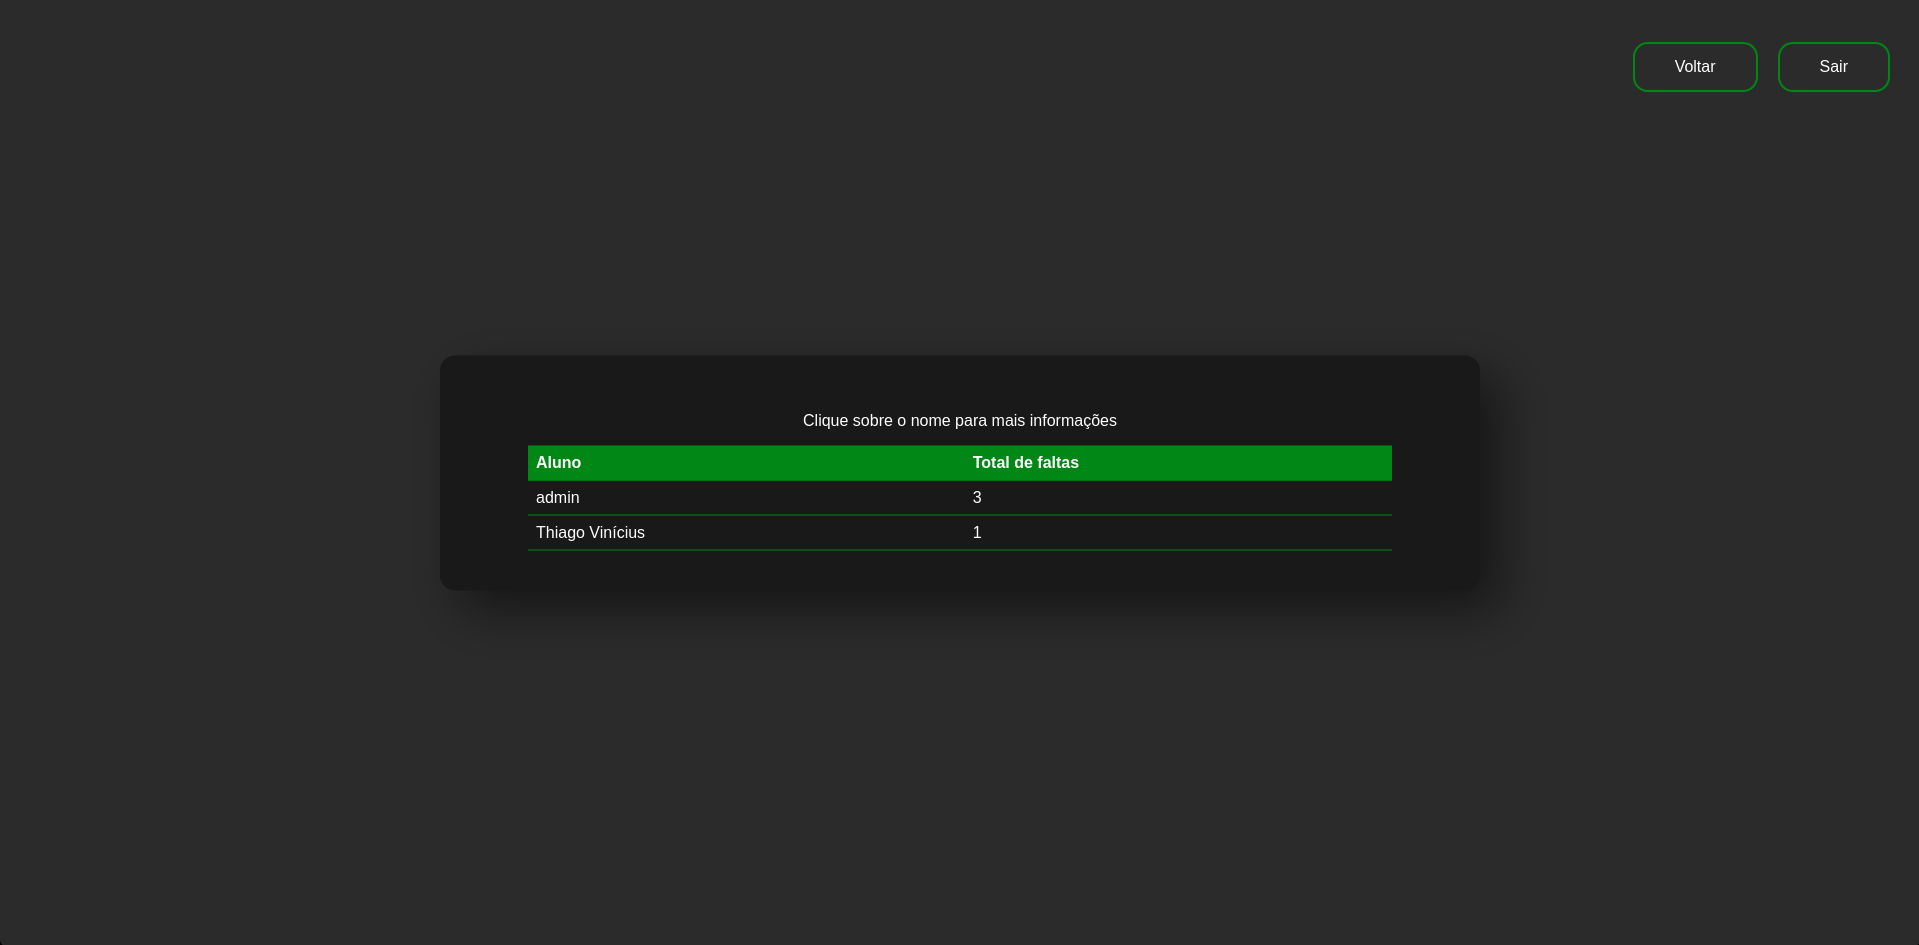 Voltar Sair
Clique sobre o nome para mais informações
Aluno Total de faltas
admin 3
Thiago Vinícius 1